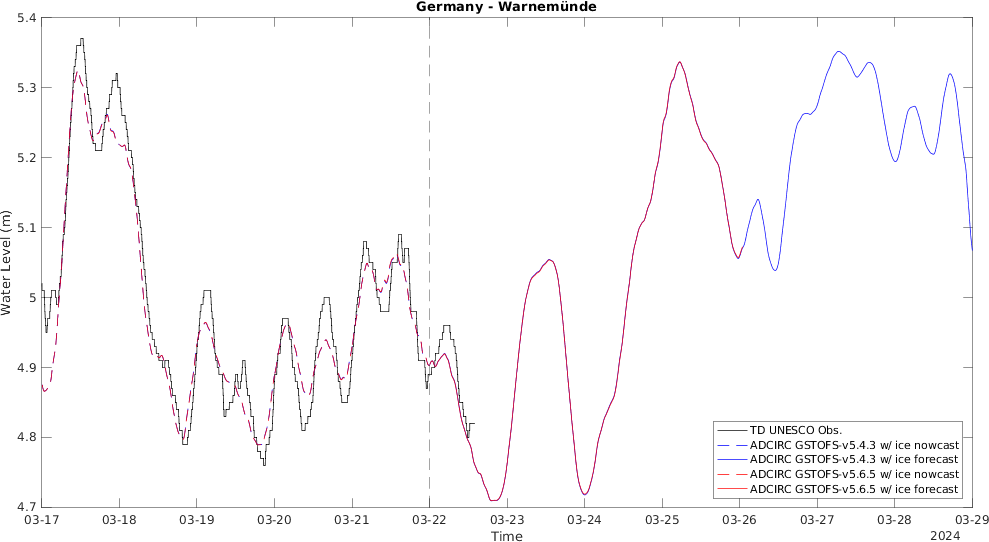 Germany - Warnemünde
5.4
5.3
5.2
5.1
5
4.9
4.8
4.7
Water Level (m)
03-17 03-18 03-19 03-20 03-21 03-22 03-23 03-24 03-25 03-26 03-27 03-28 03-29
Time
2024
TD UNESCO Obs.
ADCIRC GSTOFS-v5.4.3 w/ ice nowcast
ADCIRC GSTOFS-v5.4.3 w/ ice forecast
ADCIRC GSTOFS-v5.6.5 w/ ice nowcast
ADCIRC GSTOFS-v5.6.5 w/ ice forecast